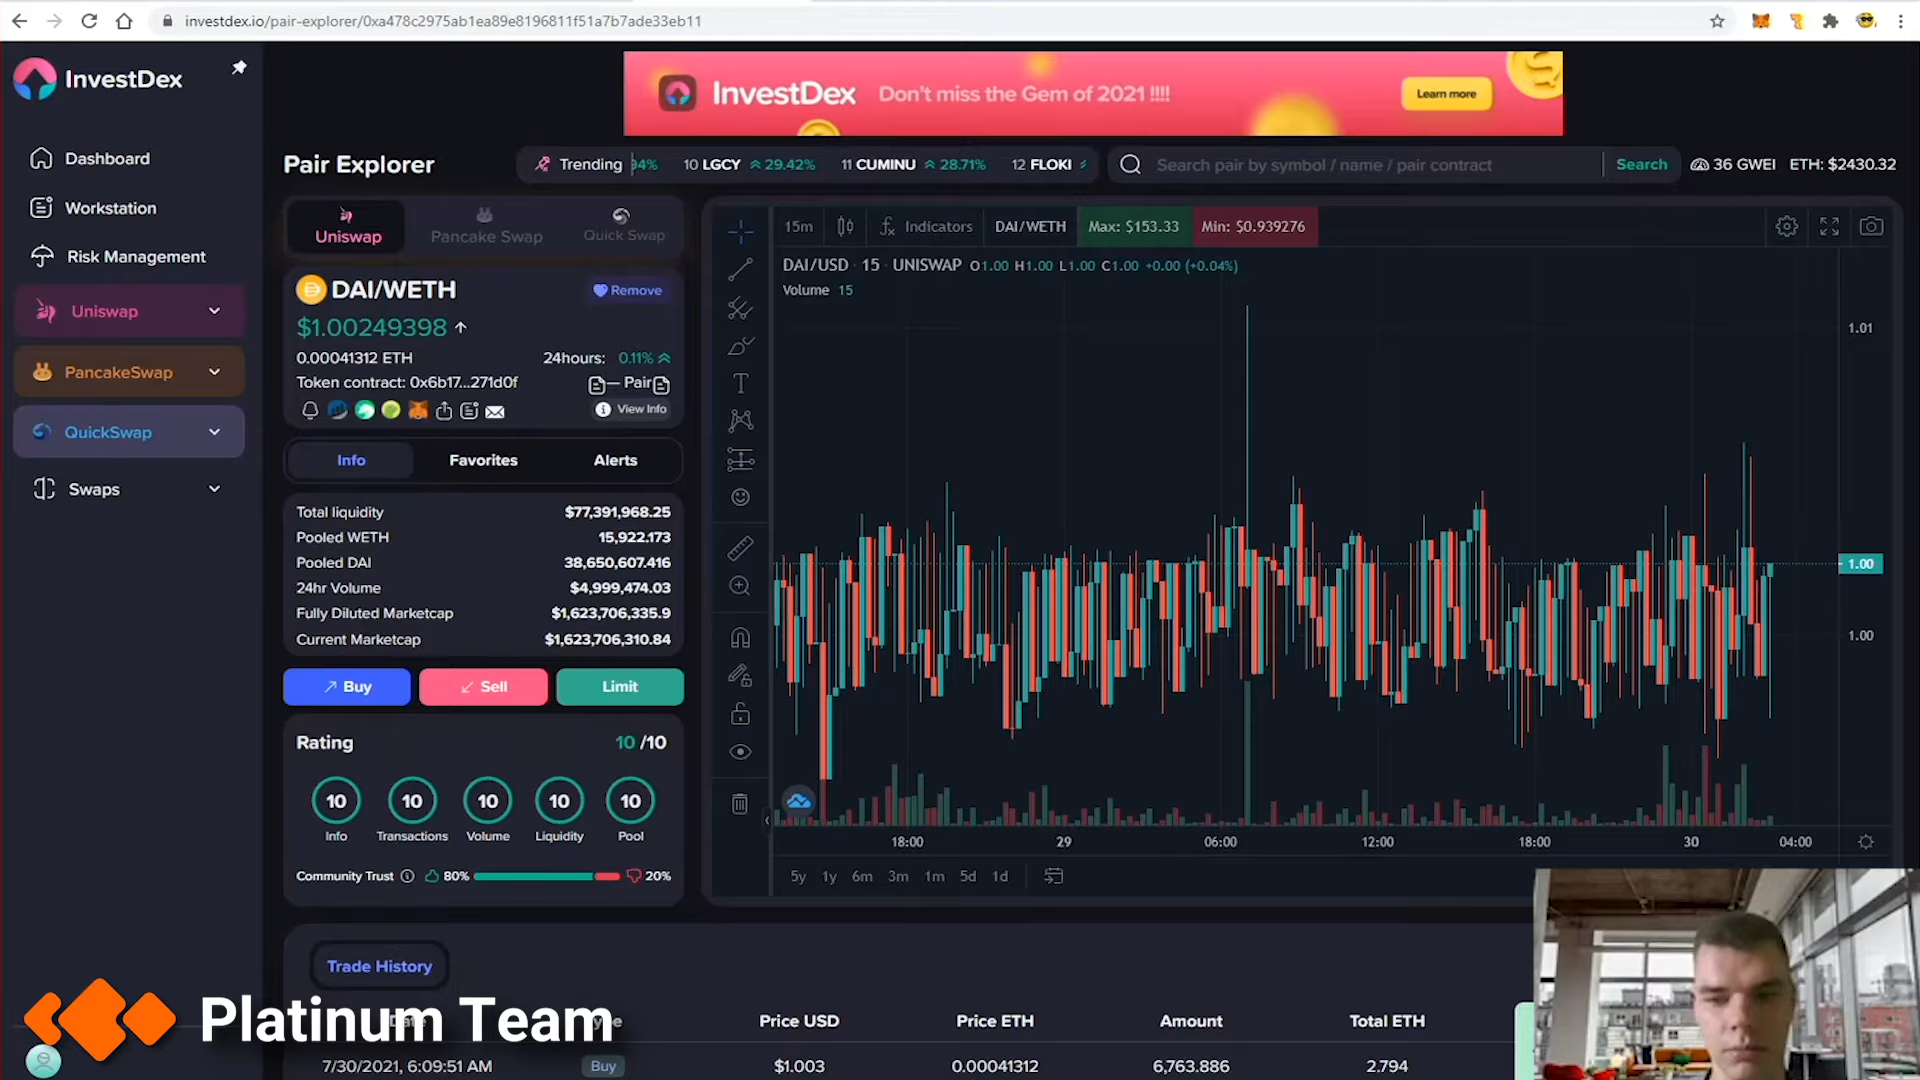 investdex.io/pair-explorer/0xa478c2975ab1ea89e8196811f51a7b7ade33eb11
InvestDex
InvestDex Don't miss the Gem of 2021 !!!! Learn more
Dashboard
Workstation
Risk Management
Uniswap
PancakeSwap
QuickSwap
Swaps
Pair Explorer
Trending 94% 10 LGCY 29.42% 11 CUMINU 28.71% 12 FLOKI
Search pair by symbol / name / pair contract Search
36 GWEI ETH: $2430.32
Uniswap Pancake Swap Quick Swap
DAI/WETH Remove
$1.00249398
0.00041312 ETH 24hours: 0.11%
Token contract: 0x6b17...271d0f Pair
View Info
Info Favorites Alerts
Total liquidity $77,391,968.25
Pooled WETH 15,922.173
Pooled DAI 38,650,607.416
24hr Volume $4,999,474.03
Fully Diluted Marketcap $1,623,706,335.9
Current Marketcap $1,623,706,310.84
Buy Sell Limit
Rating 10 /10
10 10 10 10 10
Info Transactions Volume Liquidity Pool
Community Trust 80% 20%
15m Indicators DAI/WETH Max: $153.33 Min: $0.939276
DAI/USD · 15 · UNISWAP O1.00 H1.00 L1.00 C1.00 +0.00 (+0.04%)
Volume 15
1.01
1.00
1.00
18:00 29 06:00 12:00 18:00 30 04:00
5y 1y 6m 3m 1m 5d 1d
Trade History
Platinum Team
Price USD Price ETH Amount Total ETH
7/30/2021, 6:09:51 AM Buy $1.003 0.00041312 6,763.886 2.794